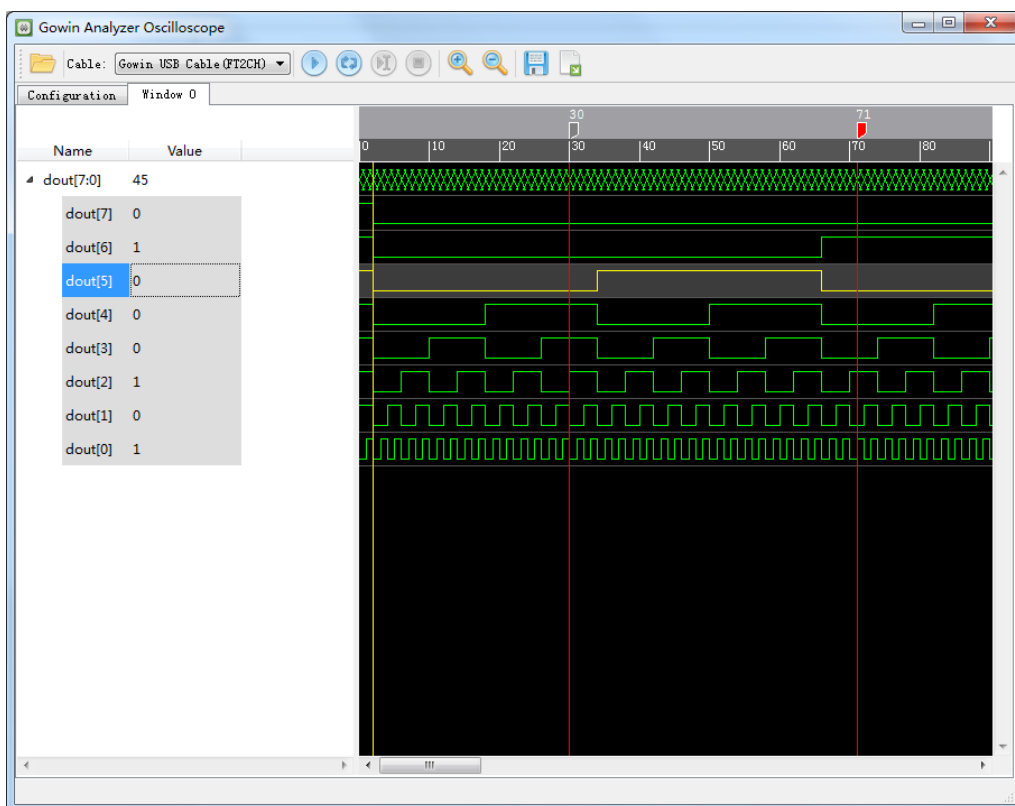 Gowin Analyzer Oscilloscope
Cable: Gowin USB Cable(FT2CH)
Configuration Window 0
30 71
Name Value 0 10 20 30 40 50 60 70 80
dout[7:0] 45
dout[7] 0
dout[6] 1
dout[5] 0
dout[4] 0
dout[3] 0
dout[2] 1
dout[1] 0
dout[0] 1